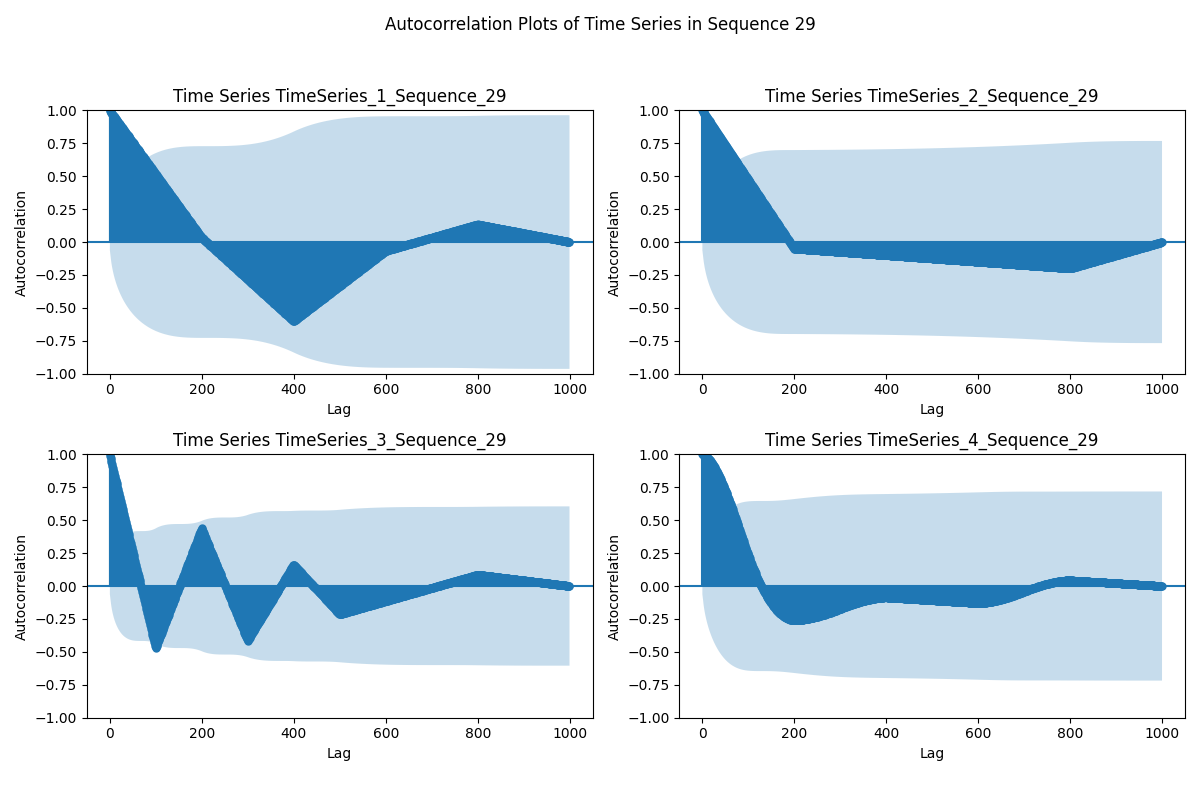 Autocorrelation Plots of Time Series in Sequence 29
Time Series TimeSeries_1_Sequence_29
1.00
0.75
0.50
0.25
0.00
−0.25
−0.50
−0.75
−1.00
Autocorrelation
0 200 400 600 800 1000
Lag
Time Series TimeSeries_2_Sequence_29
1.00
0.75
0.50
0.25
0.00
−0.25
−0.50
−0.75
−1.00
Autocorrelation
0 200 400 600 800 1000
Lag
Time Series TimeSeries_3_Sequence_29
1.00
0.75
0.50
0.25
0.00
−0.25
−0.50
−0.75
−1.00
Autocorrelation
0 200 400 600 800 1000
Lag
Time Series TimeSeries_4_Sequence_29
1.00
0.75
0.50
0.25
0.00
−0.25
−0.50
−0.75
−1.00
Autocorrelation
0 200 400 600 800 1000
Lag